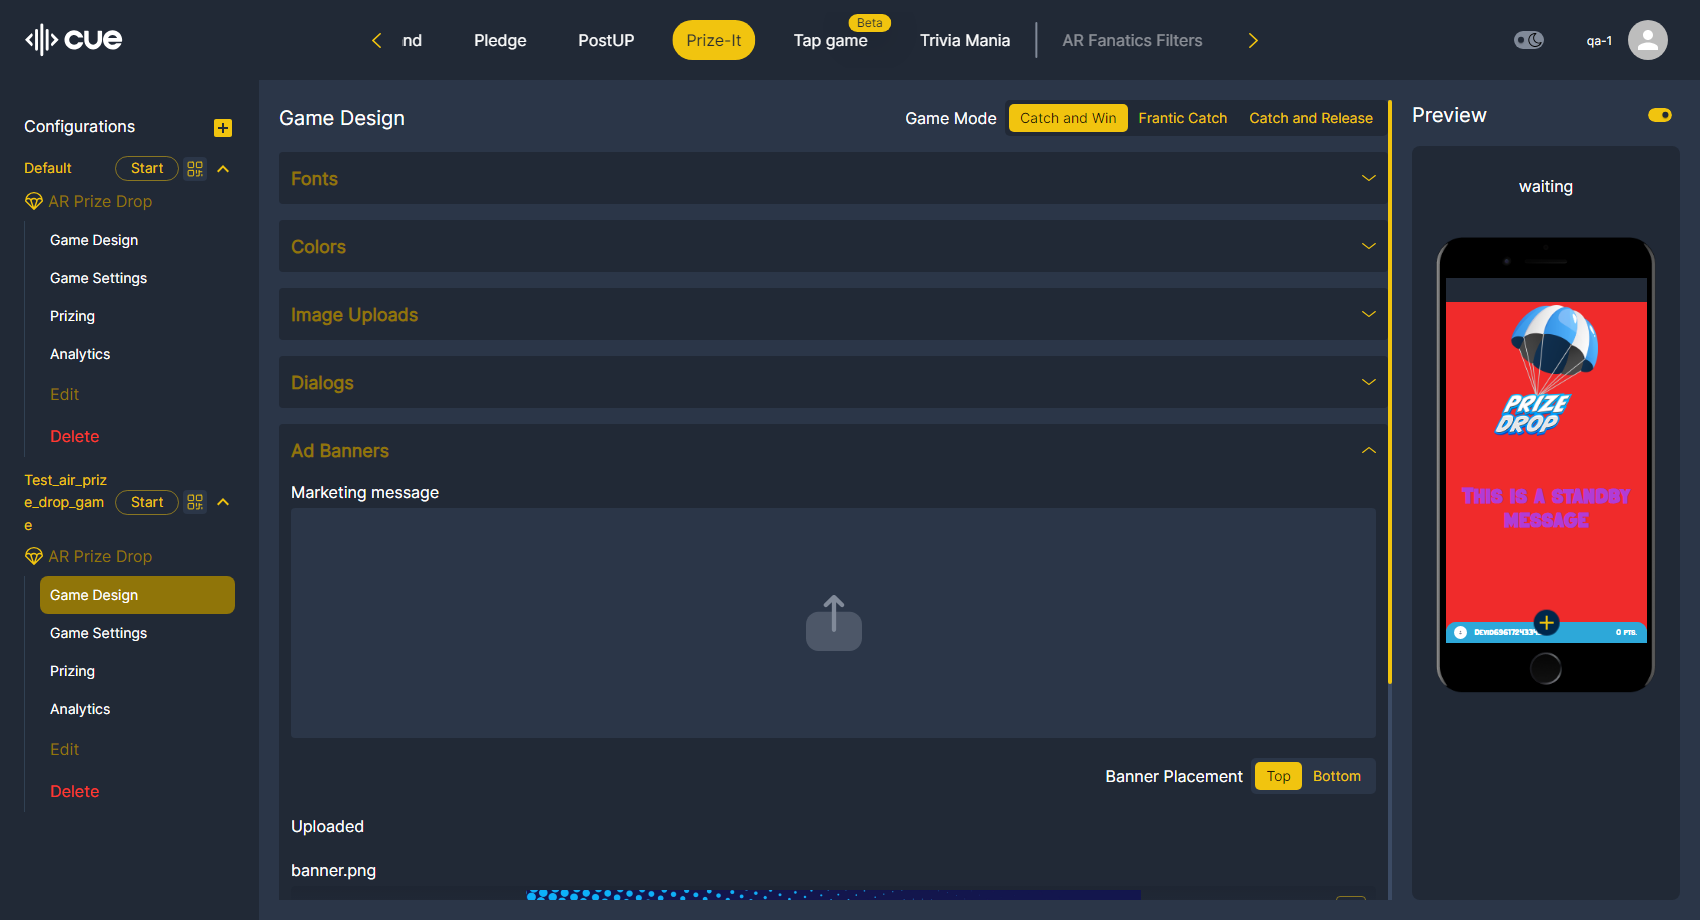 cue
nd
Pledge
PostUP
Prize-It
Beta
Tap game
Trivia Mania
AR Fanatics Filters
qa-1
Configurations
Default
Start
AR Prize Drop
Game Design
Game Settings
Prizing
Analytics
Edit
Delete
Test_air_priz
e_drop_gam
e
Start
AR Prize Drop
Game Design
Game Settings
Prizing
Analytics
Edit
Delete
Game Design
Game Mode
Catch and Win
Frantic Catch
Catch and Release
Fonts
Colors
Image Uploads
Dialogs
Ad Banners
Marketing message
Banner Placement
Top
Bottom
Uploaded
banner.png
Preview
waiting
PRIZE
DROP
THIS IS A STANDBY
MESSAGE
0 PTS.